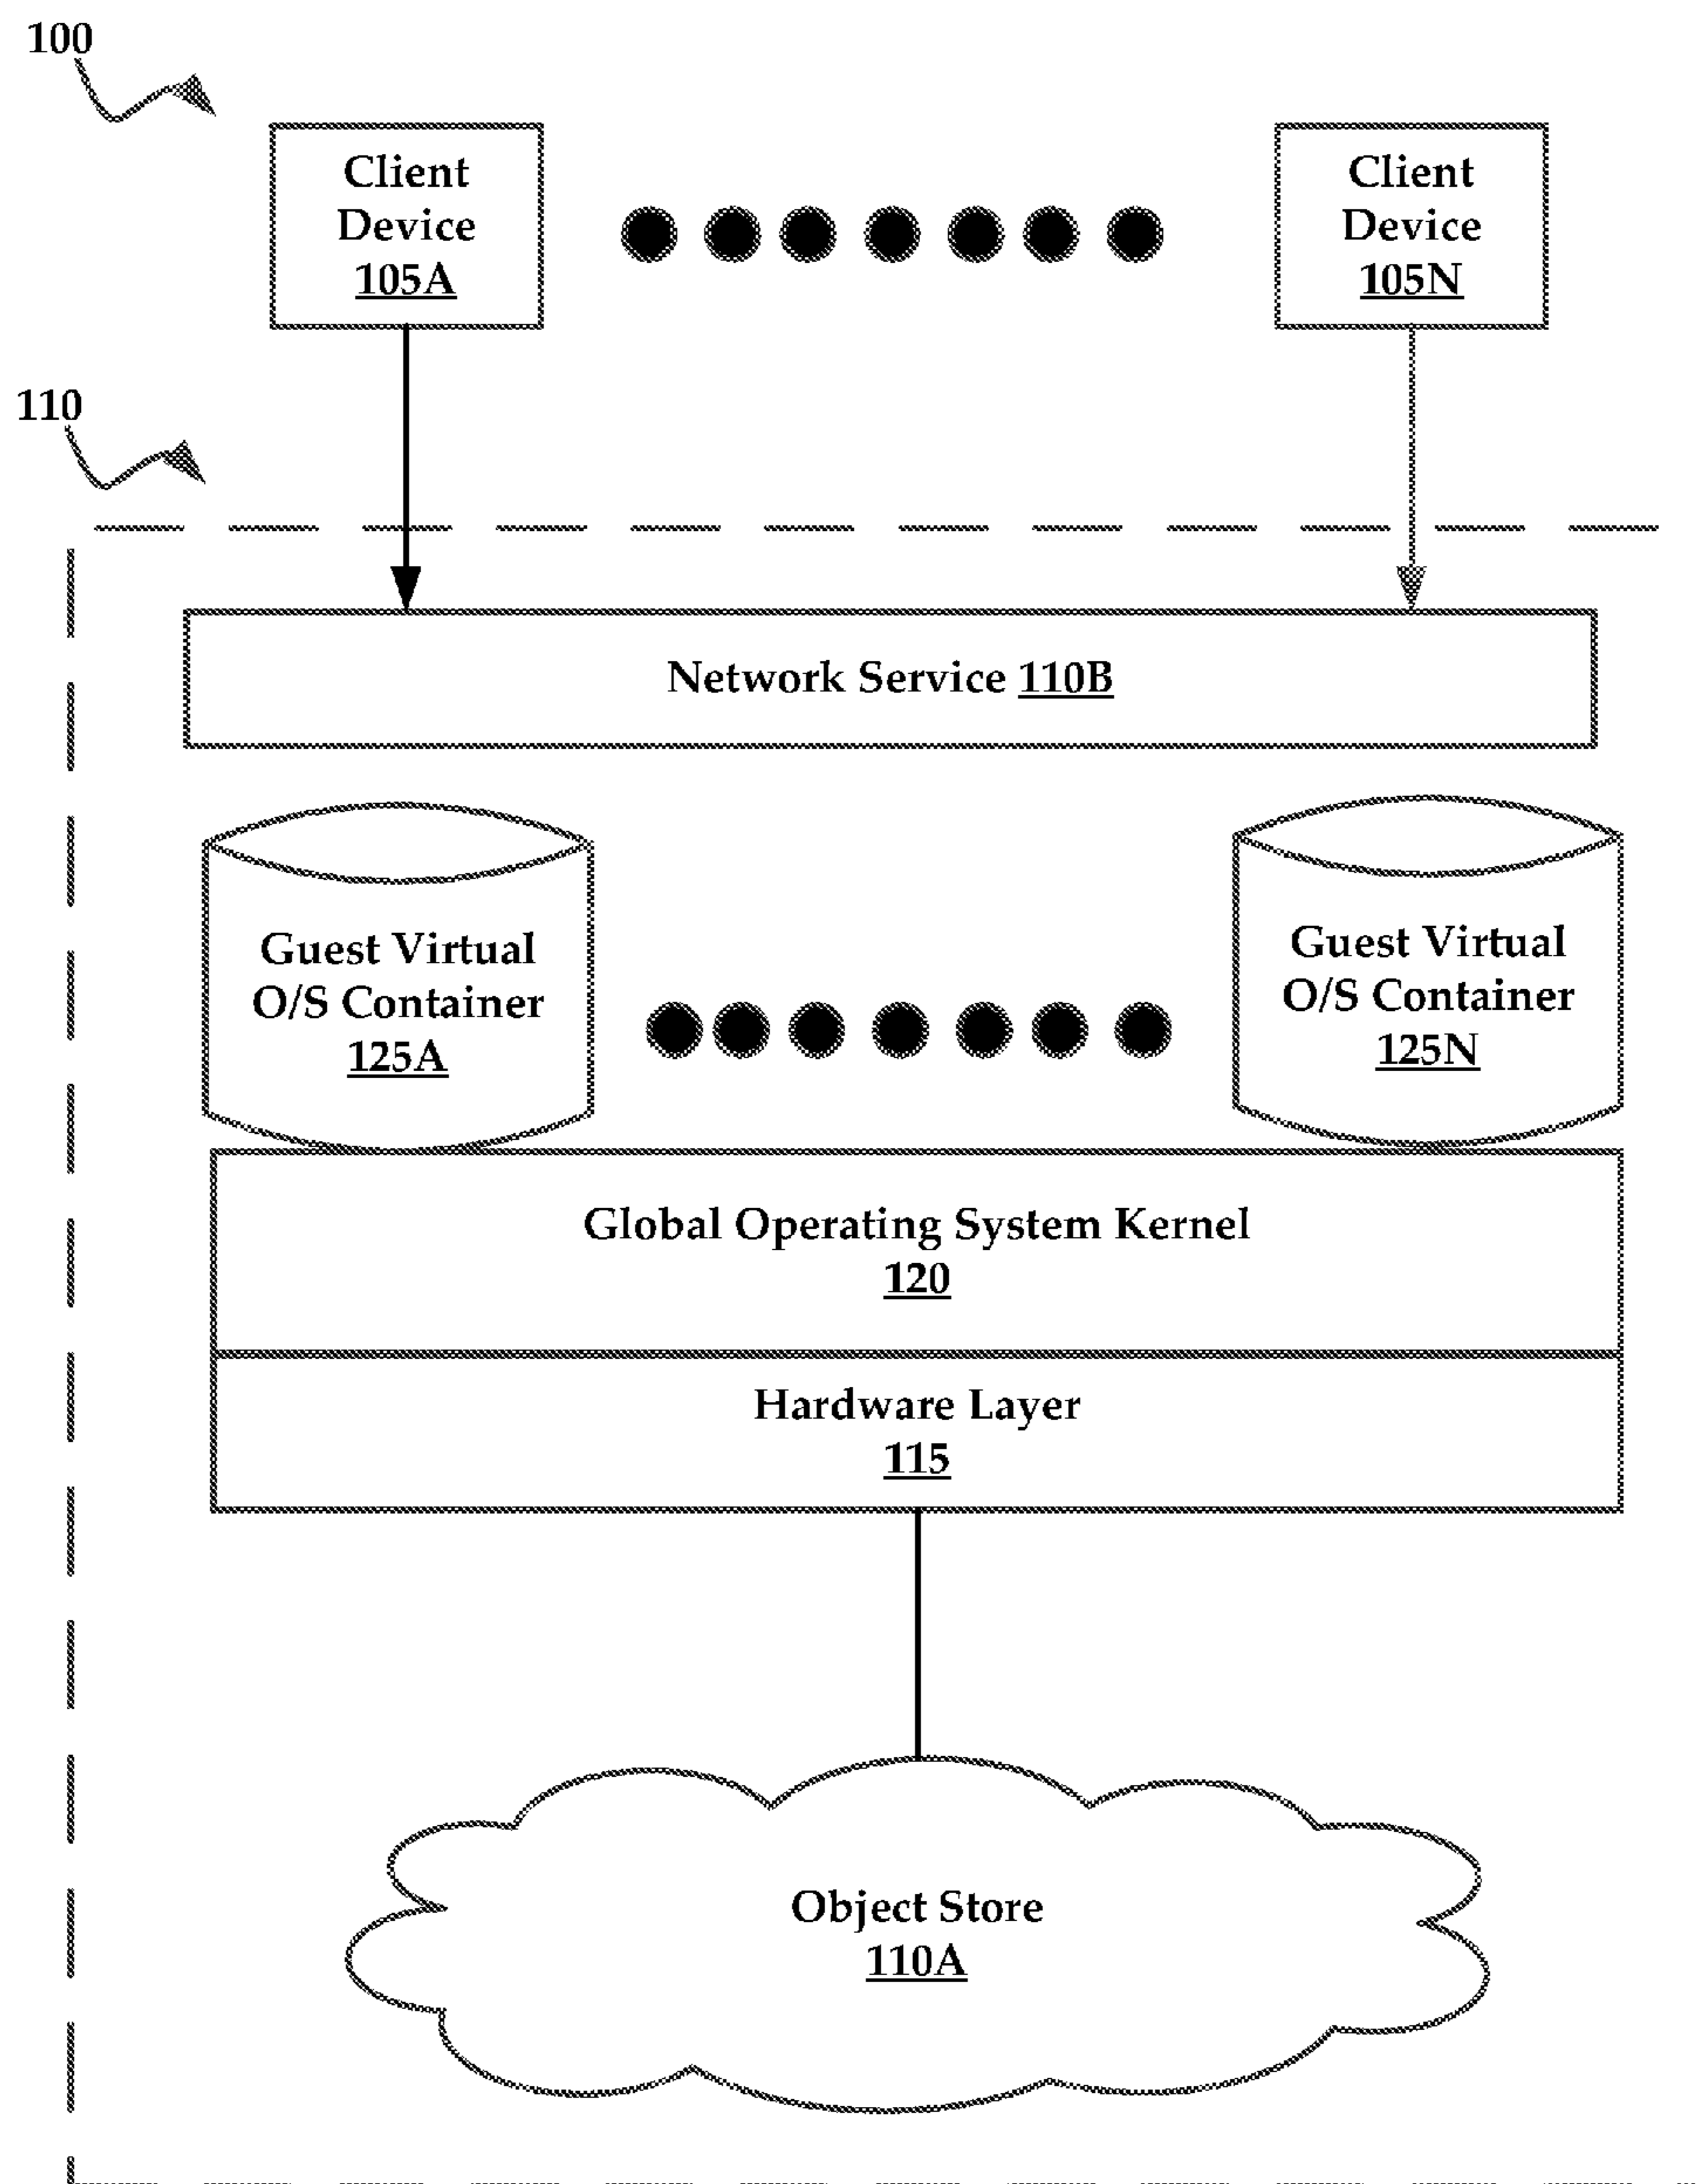 100
Client
Device
105A
Client
Device
105N
110
Network Service 110B
Guest Virtual
O/S Container
125A
Guest Virtual
O/S Container
125N
Global Operating System Kernel
120
Hardware Layer
115
Object Store
110A